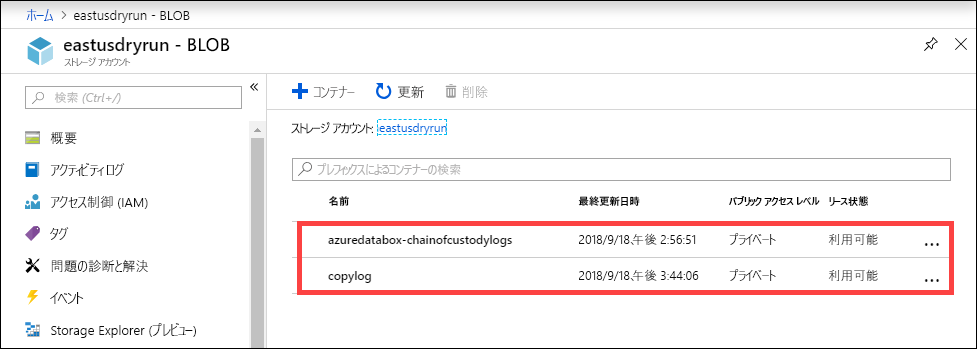 ホーム > eastusdryrun - BLOB
eastusdryrun - BLOB
ストレージ アカウント
検索 (Ctrl+/)
概要
アクティビティログ
アクセス制御 (IAM)
タグ
問題の診断と解決
イベント
Storage Explorer (プレビュー)
コンテナー 更新 削除
ストレージ アカウント: eastusdryrun
プレフィックスによるコンテナーの検索
名前 最終更新日時 パブリック アクセス レベル リース状態
azuredatabox-chainofcustodylogs 2018/9/18、午後 2:56:51 プライベート 利用可能 ...
copylog 2018/9/18、午後 3:44:06 プライベート 利用可能 ...